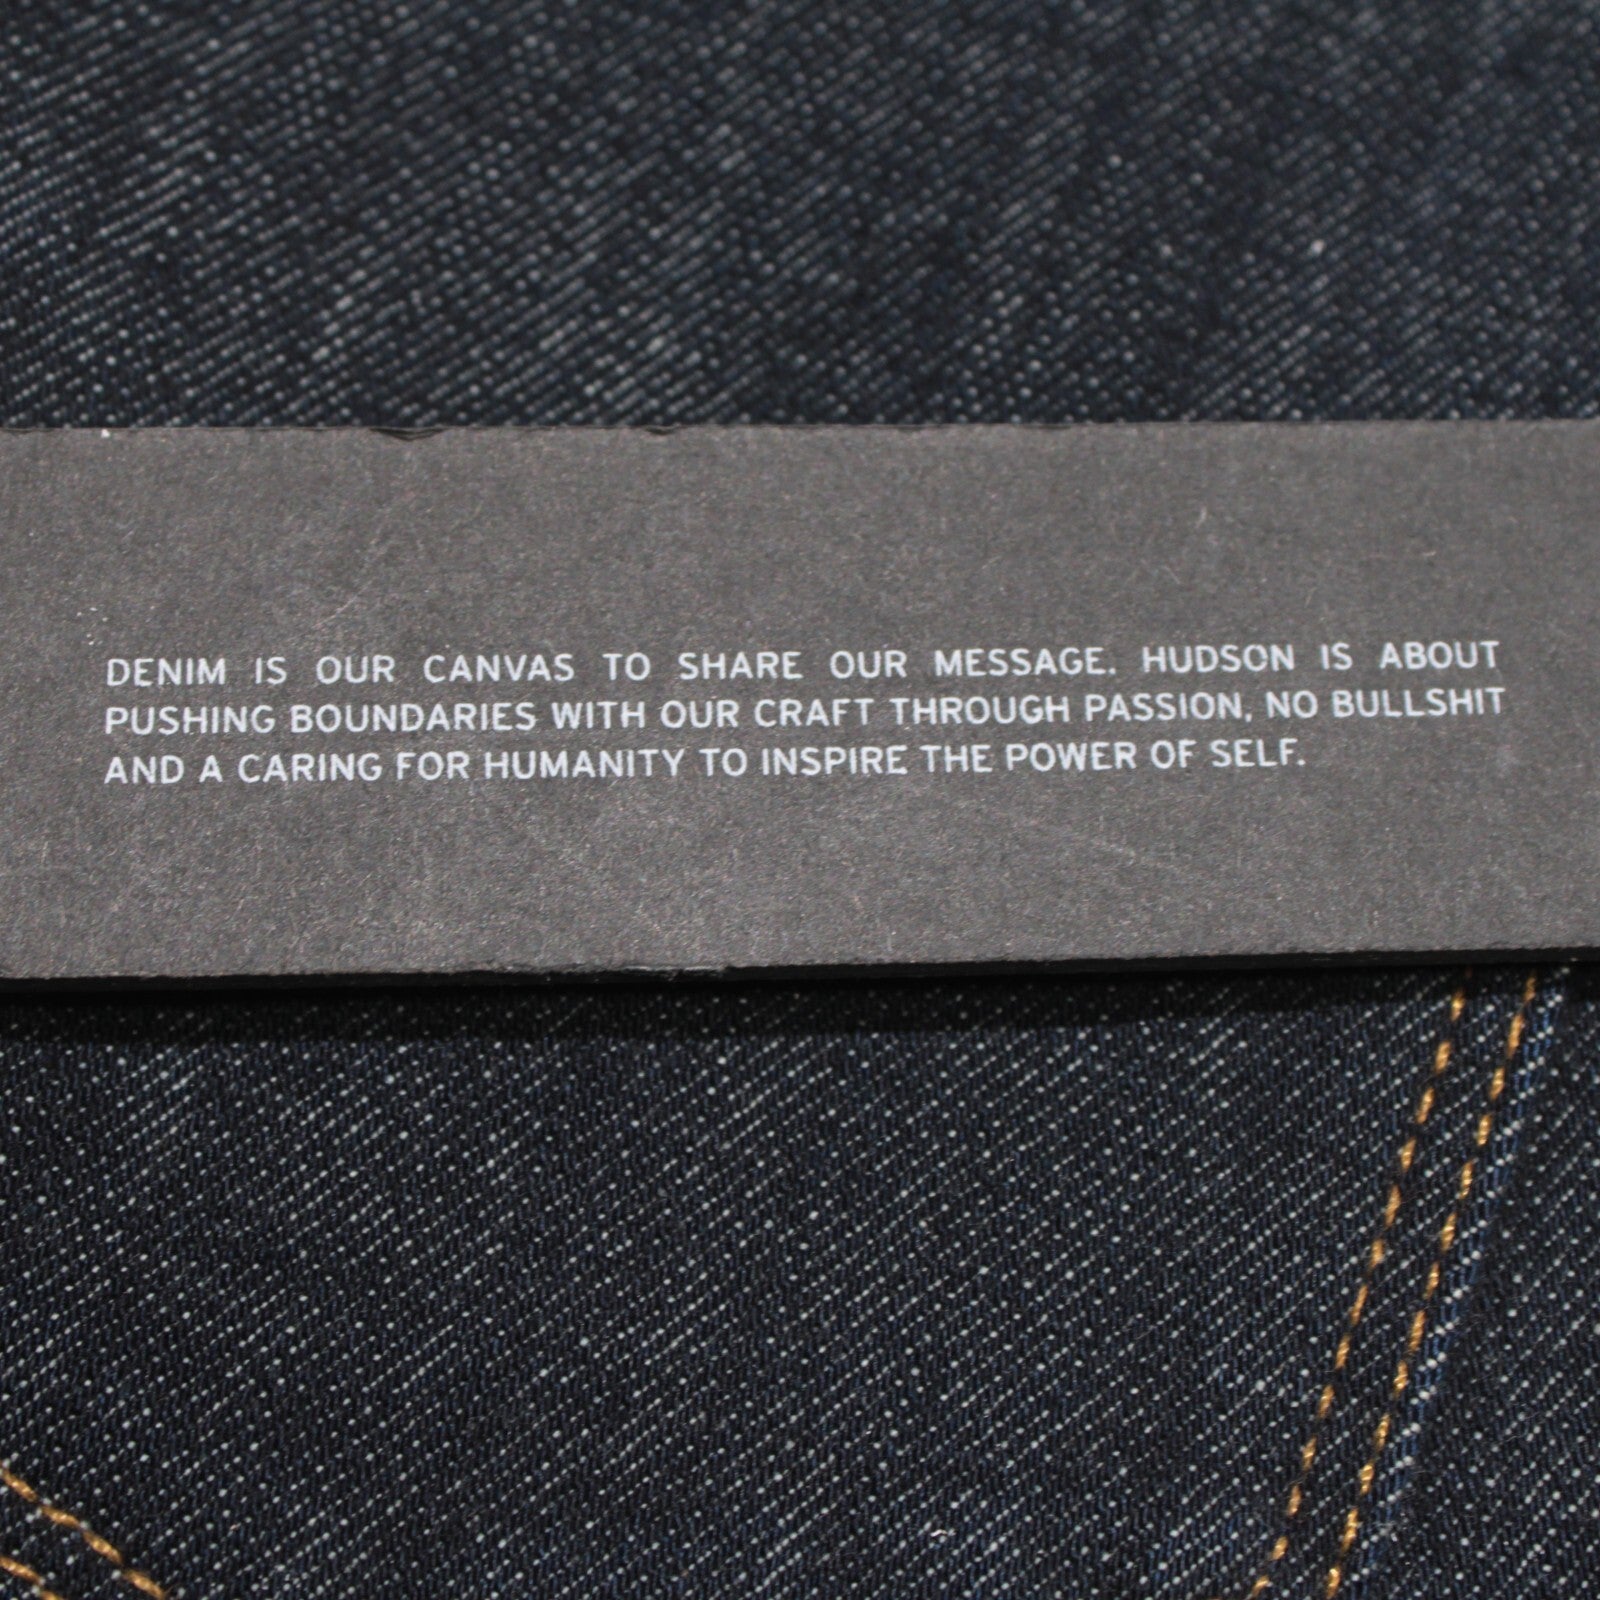 DENIM IS OUR CANVAS TO SHARE OUR MESSAGE. HUDSON IS ABOUT
PUSHING BOUNDARIES WITH OUR CRAFT THROUGH PASSION, NO BULLSHIT
AND A CARING FOR HUMANITY TO INSPIRE THE POWER OF SELF.